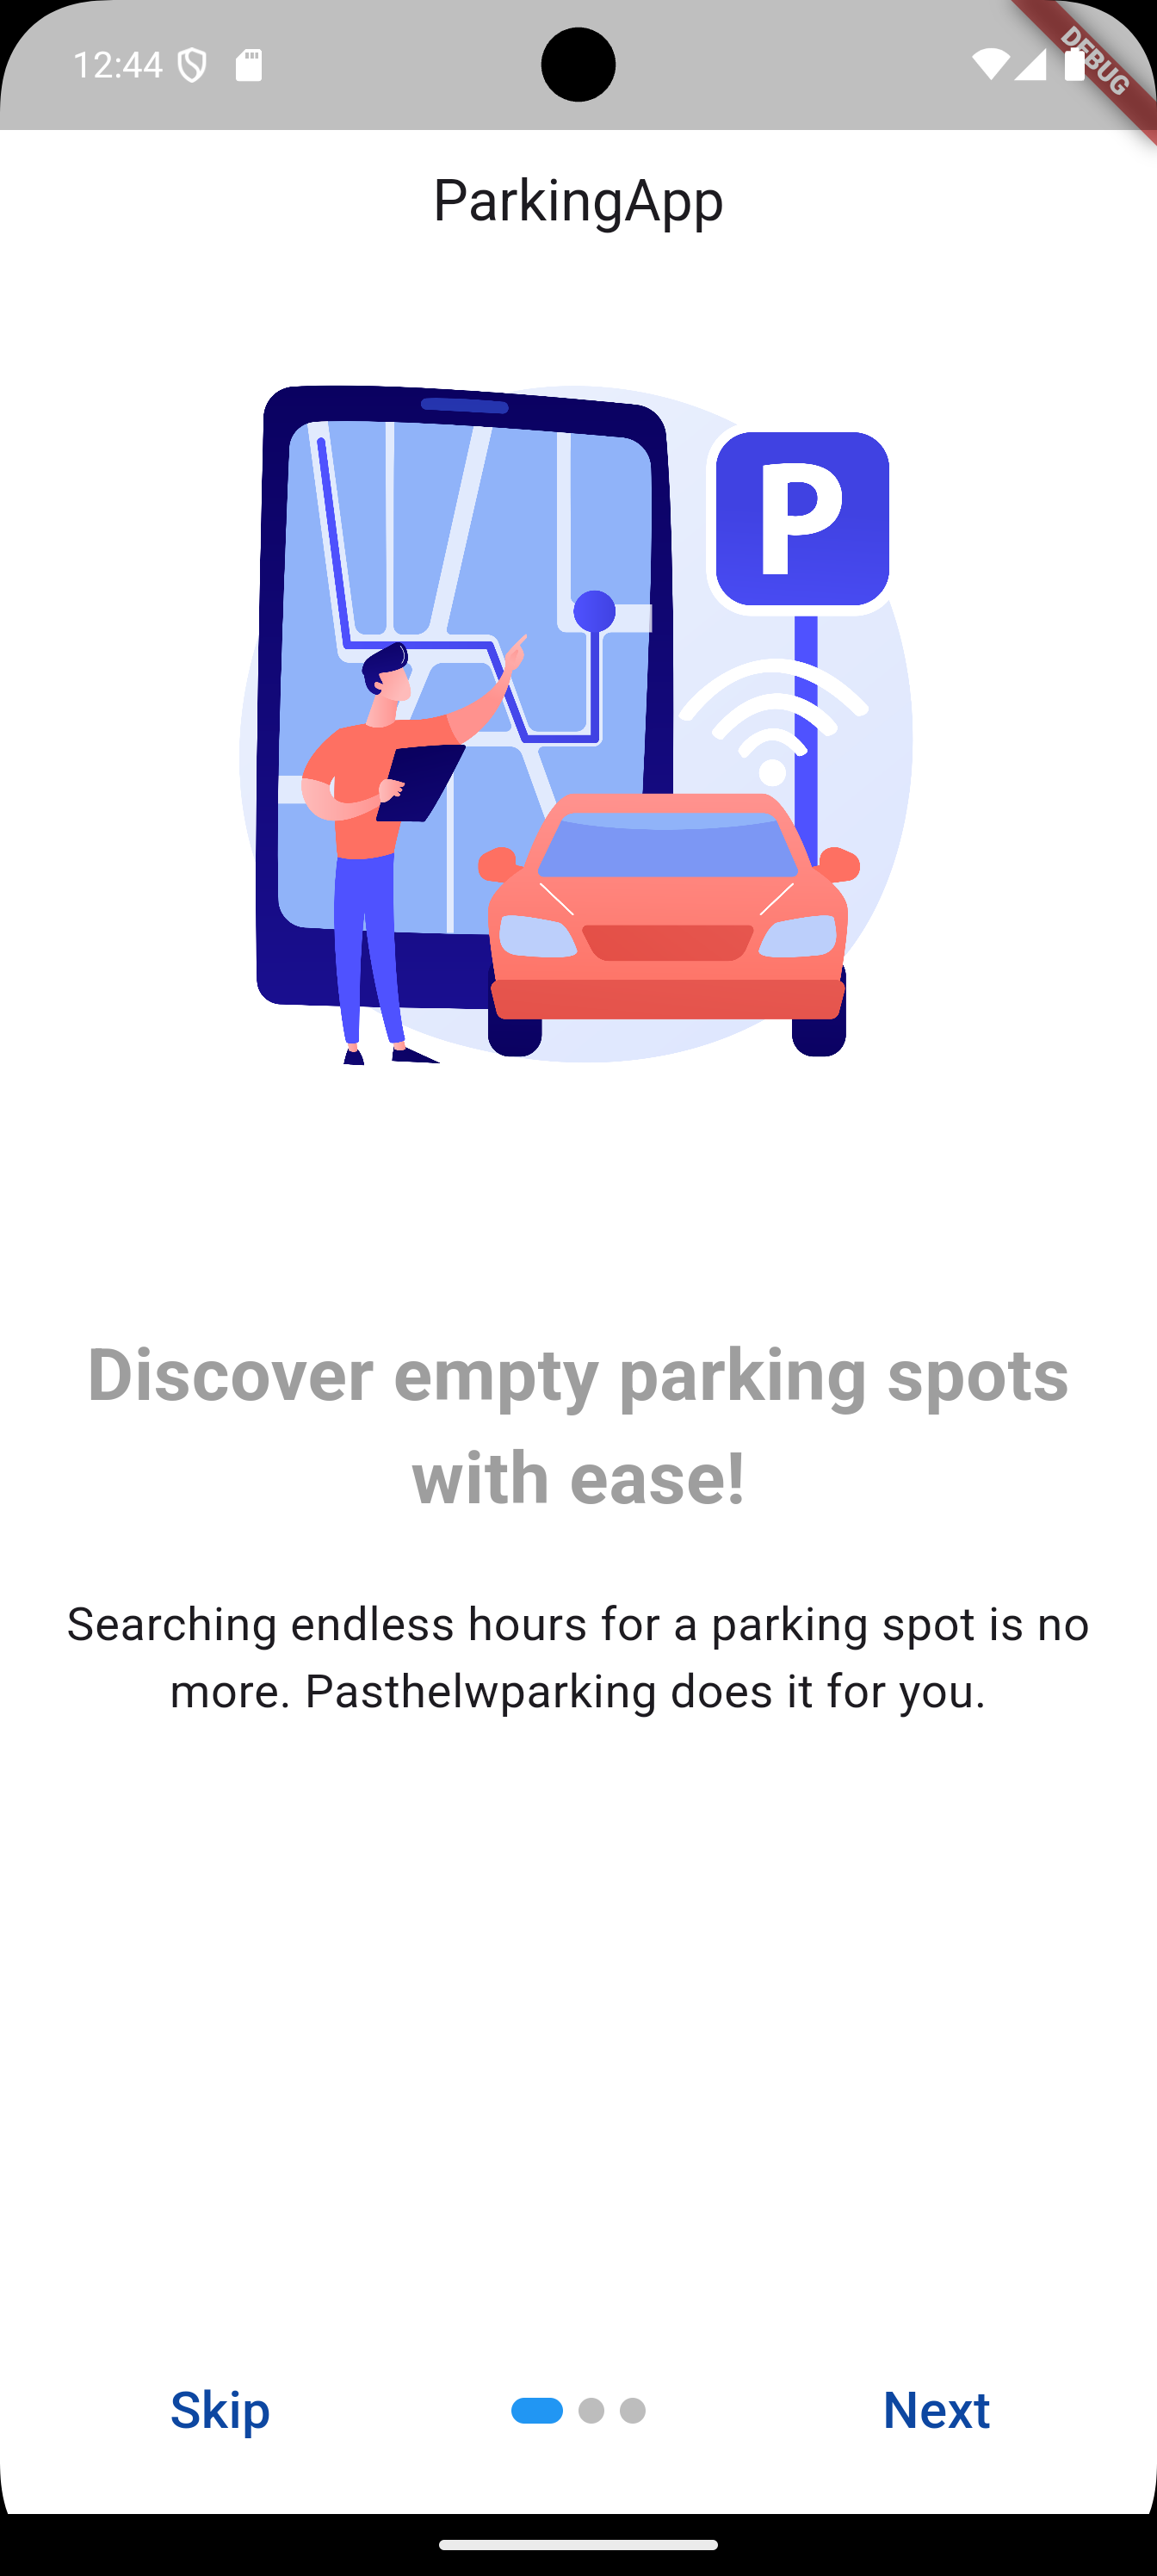 12:44
DEBUG
ParkingApp
P
Discover empty parking spots
with ease!
Searching endless hours for a parking spot is no
more. Pasthelwparking does it for you.
Skip
Next